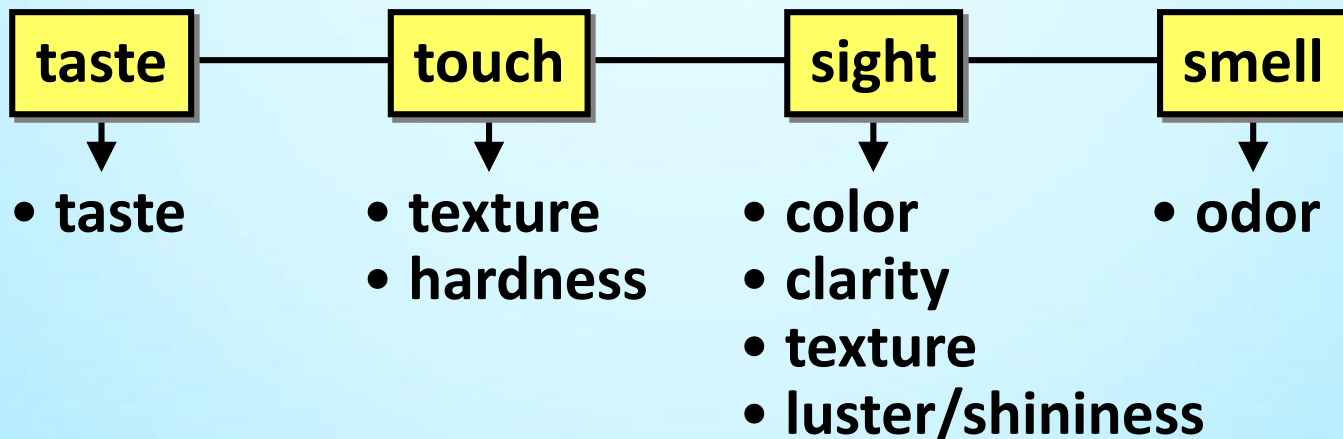 taste
touch
sight
smell
• taste
• texture
• hardness
• color
• clarity
• texture
• luster/shininess
• odor